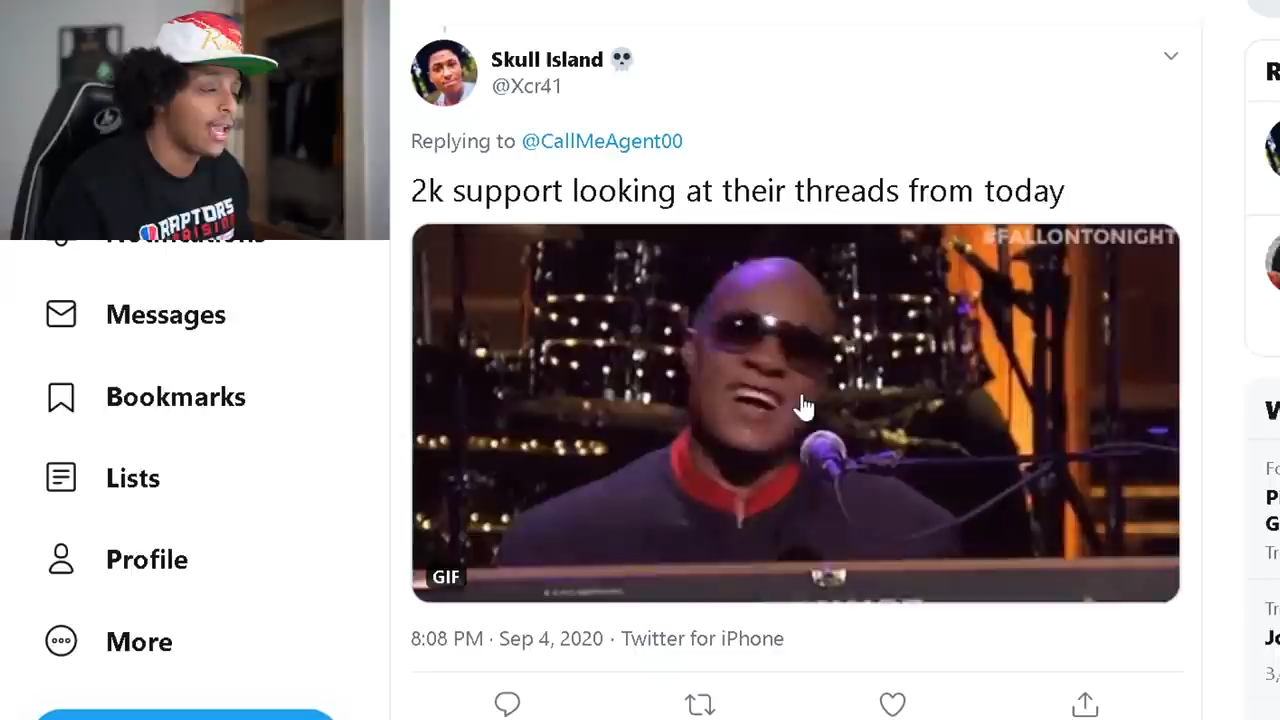 Skull Island
@Xcr41
Replying to @CallMeAgent00
2k support looking at their threads from today
#FALLONTONIGHT
GIF
8:08 PM · Sep 4, 2020 · Twitter for iPhone
RAPTORS
Messages
Bookmarks
Lists
Profile
More